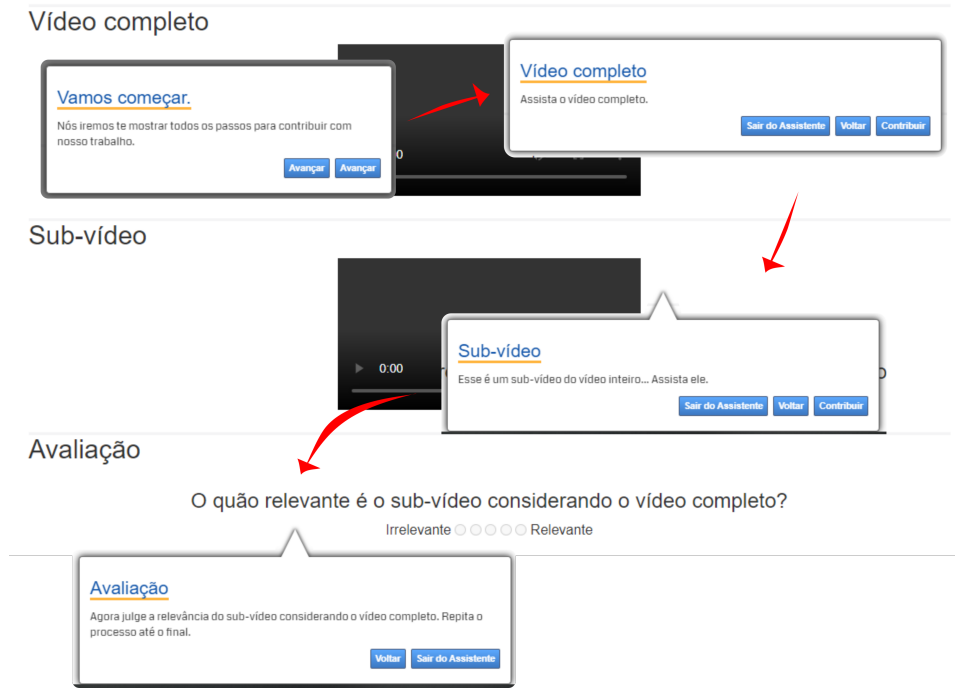 Vídeo completo
Vamos começar.
Nós iremos te mostrar todos os passos para contribuir com
nosso trabalho.
Avançar Avançar
Vídeo completo
Assista o vídeo completo.
Sair do Assistente Voltar Contribuir
Sub-vídeo
0:00
Sub-vídeo
Esse é um sub-vídeo do vídeo inteiro... Assista ele.
Sair do Assistente Voltar Contribuir
Avaliação
O quão relevante é o sub-vídeo considerando o vídeo completo?
Irrelevante Relevante
Avaliação
Agora julge a relevância do sub-vídeo considerando o vídeo completo. Repita o
processo até o final.
Voltar Sair do Assistente